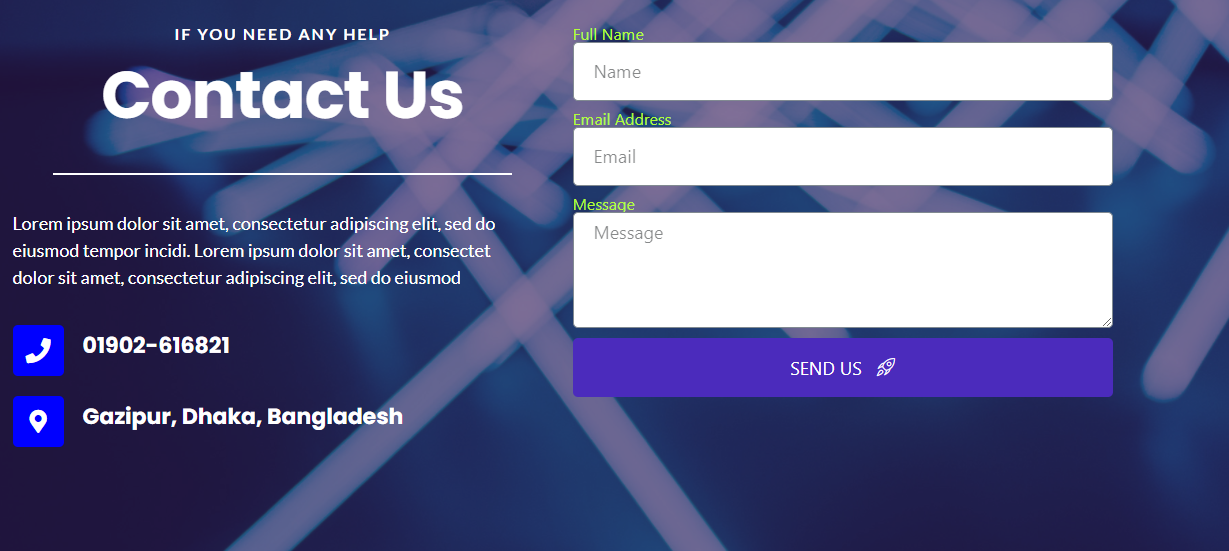 IF YOU NEED ANY HELP
Contact Us
Lorem ipsum dolor sit amet, consectetur adipiscing elit, sed do
eiusmod tempor incidi. Lorem ipsum dolor sit amet, consectet
dolor sit amet, consectetur adipiscing elit, sed do eiusmod
01902-616821
Gazipur, Dhaka, Bangladesh
Full Name
Name
Email Address
Email
Message
Message
SEND US